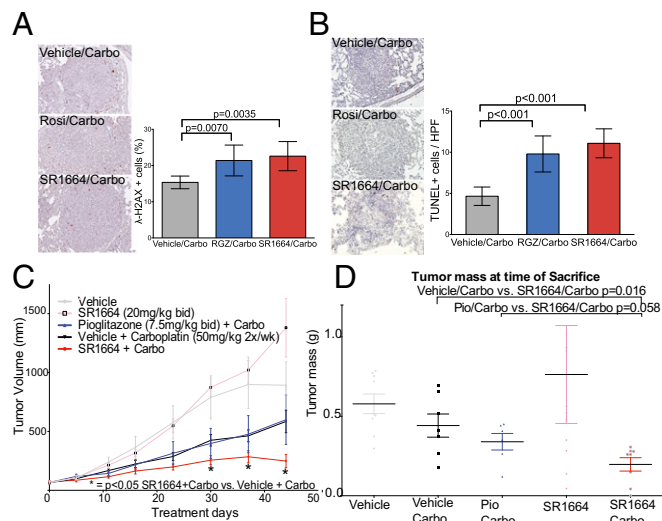 A
Vehicle/Carbo
Rosi/Carbo
SR1664/Carbo
p=0.0035
p=0.0070
λ-H2AX + cells (%)
30
20
10
0
Vehicle/Carbo RGZ/Carbo SR1664/Carbo
B
Vehicle/Carbo
Rosi/Carbo
SR1664/Carbo
p<0.001
p<0.001
TUNEL+ cells / HPF
15
10
5
0
Vehicle/Carbo RGZ/Carbo SR1664/Carbo
C
Tumor Volume (mm)
1500
1000
500
Vehicle
SR1664 (20mg/kg bid)
Pioglitazone (7.5mg/kg bid) + Carbo
Vehicle + Carboplatin (50mg/kg 2x/wk)
SR1664 + Carbo
* * *
* = p<0.05 SR1664+Carbo vs. Vehicle + Carbo
0 10 20 30 40 50
Treatment days
D
Tumor mass at time of Sacrifice
Vehicle/Carbo vs. SR1664/Carbo p=0.016
Pio/Carbo vs. SR1664/Carbo p=0.058
Tumor mass (g)
1.0
0.5
0.0
Vehicle Vehicle Pio SR1664 SR1664
Carbo Carbo Carbo